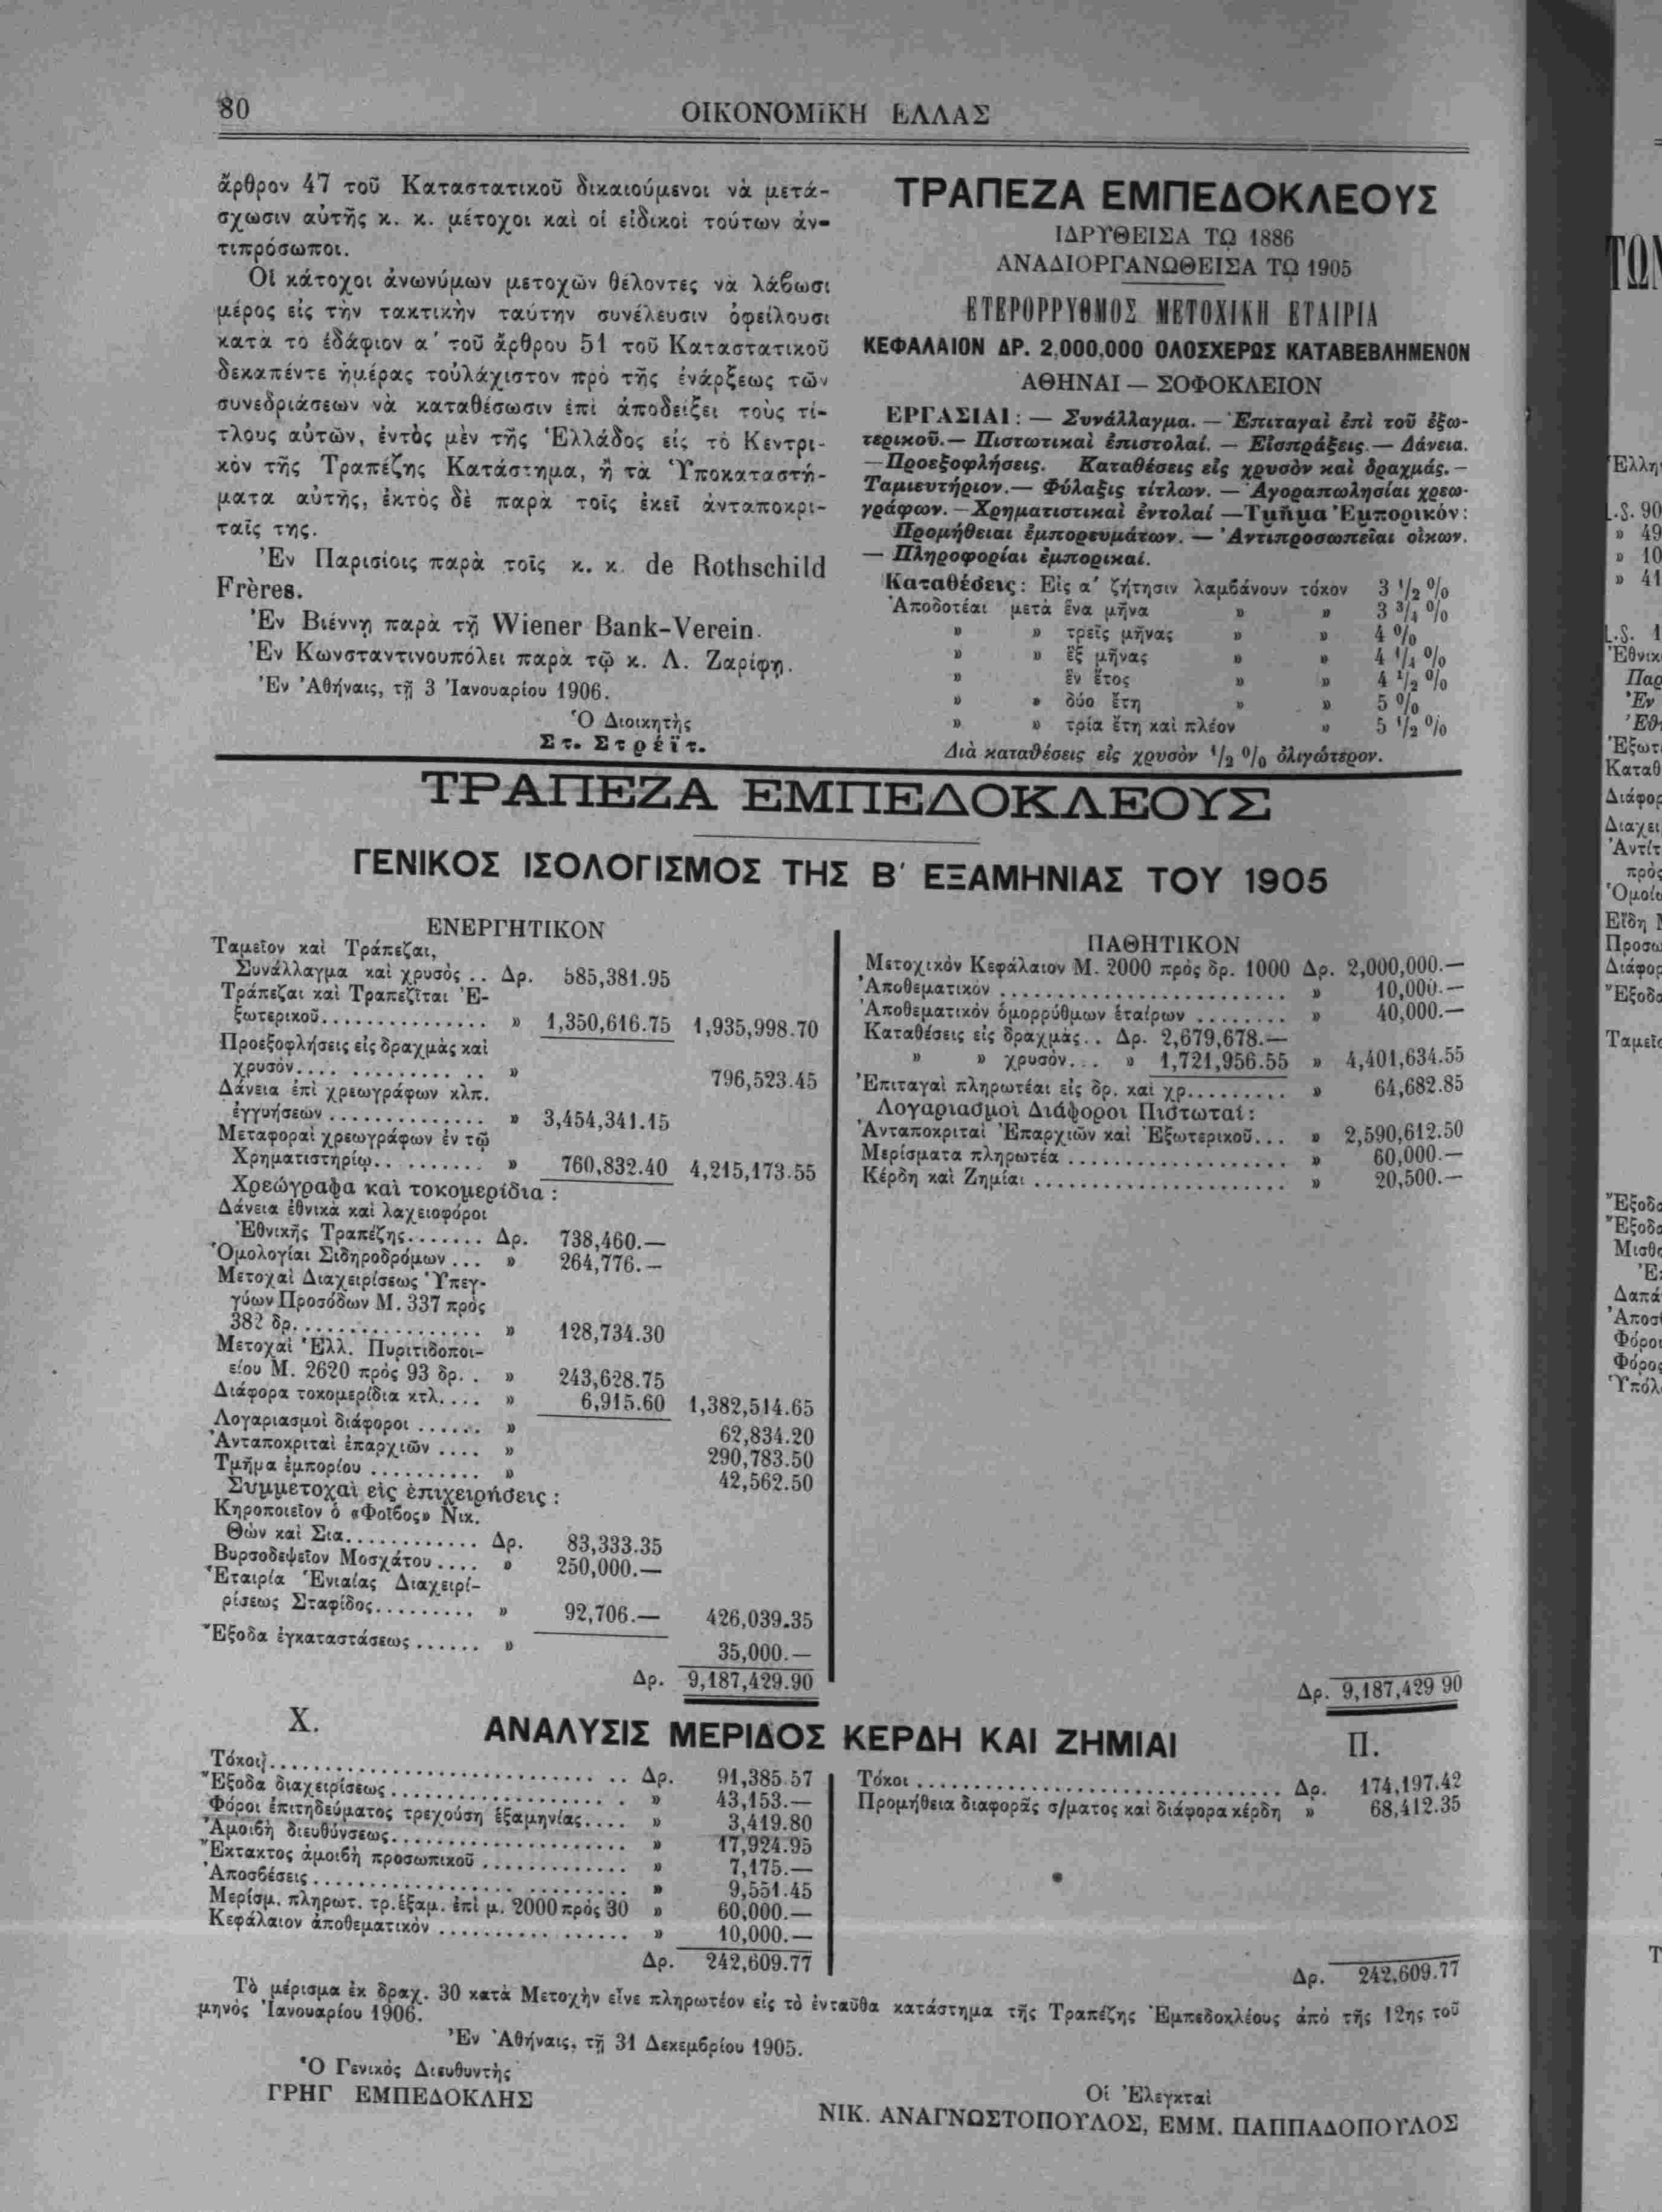 80
ΟΙΚΟΝΟΜΙΚΗ ΕΛΛΑΣ
ἄρθρον 47 τοῦ Καταστατικοῦ δικαιούμενοι νὰ μετά-
σχωσιν αὐτῆς κ. κ. μέτοχοι καὶ οἱ εἰδικοὶ τούτων ἀν-
τιπρόσωποι.
Οἱ κάτοχοι ἀνωνύμων μετοχῶν θέλοντες νὰ λάβωσι
μέρος εἰς τὴν τακτικὴν ταύτην συνέλευσιν ὀφείλουσι
κατὰ τὸ ἐδάφιον α' τοῦ ἄρθρου 51 τοῦ Καταστατικοῦ
δεκαπέντε ἡμέρας τοὐλάχιστον πρὸ τῆς ἐνάρξεως τῶν
συνεδριάσεων νὰ καταθέσωσιν ἐπὶ ἀποδείξει τοὺς τί-
τλους αὐτῶν, ἐντὸς μὲν τῆς Ἑλλάδος εἰς τὸ Κεντρι-
κὸν τῆς Τραπέζης Κατάστημα, ἢ τὰ Ὑποκαταστή-
ματα αὐτῆς, ἐκτὸς δὲ παρὰ τοῖς ἐκεῖ ἀνταποκρι-
ταῖς της.
Ἐν Παρισίοις παρὰ τοῖς κ. κ. de Rothschild
Frères.
Ἐν Βιέννῃ παρὰ τῇ Wiener Bank-Verein.
Ἐν Κωνσταντινουπόλει παρὰ τῷ κ. Λ. Ζαρίφῃ.
Ἐν Ἀθήναις, τῇ 3 Ἰανουαρίου 1906.
Ὁ Διοικητὴς
Στ. Στρέϊτ.
ΤΡΑΠΕΖΑ ΕΜΠΕΔΟΚΛΕΟΥΣ
ΙΔΡΥΘΕΙΣΑ ΤΩ 1886
ΑΝΑΔΙΟΡΓΑΝΩΘΕΙΣΑ ΤΩ 1905
ΕΤΕΡΟΡΡΥΘΜΟΣ ΜΕΤΟΧΙΚΗ ΕΤΑΙΡΙΑ
ΚΕΦΑΛΑΙΟΝ ΔΡ. 2,000,000 ΟΛΟΣΧΕΡΩΣ ΚΑΤΑΒΕΒΛΗΜΕΝΟΝ
ΑΘΗΝΑΙ — ΣΟΦΟΚΛΕΙΟΝ
ΕΡΓΑΣΙΑΙ: — Συνάλλαγμα. — Ἐπιταγαὶ ἐπὶ τοῦ ἐξω-
τερικοῦ.— Πιστωτικαὶ ἐπιστολαί. — Εἰσπράξεις.— Δάνεια.
—Προεξοφλήσεις. Καταθέσεις εἰς χρυσὸν καὶ δραχμάς.—
Ταμιευτήριον.— Φύλαξις τίτλων. — Ἀγοραπωλησίαι χρεω-
γράφων. —Χρηματιστικαὶ ἐντολαί —Τμῆμα Ἐμπορικόν:
Προμήθειαι ἐμπορευμάτων. — Ἀντιπροσωπεῖαι οἴκων.
— Πληροφορίαι ἐμπορικαί.
Καταθέσεις: Εἰς α' ζήτησιν λαμβάνουν τόκον 3 1/2 0/0
Ἀποδοτέαι μετὰ ἕνα μῆνα » » 3 3/4 0/0
» » τρεῖς μῆνας » » 4 0/0
» » ἓξ μῆνας » » 4 1/4 0/0
» ἓν ἔτος » » 4 1/2 0/0
» » δύο ἔτη » » 5 0/0
» » τρία ἔτη καὶ πλέον » 5 1/2 0/0
Διὰ καταθέσεις εἰς χρυσὸν 1/2 0/0 ὀλιγώτερον.
ΤΡΑΠΕΖΑ ΕΜΠΕΔΟΚΛΕΟΥΣ
ΓΕΝΙΚΟΣ ΙΣΟΛΟΓΙΣΜΟΣ ΤΗΣ Β' ΕΞΑΜΗΝΙΑΣ ΤΟΥ 1905
ΕΝΕΡΓΗΤΙΚΟΝ
Ταμεῖον καὶ Τράπεζαι,
Συνάλλαγμα καὶ χρυσὸς .. Δρ. 585,381.95
Τράπεζαι καὶ Τραπεζῖται Ἐ-
ξωτερικοῦ............... » 1,350,616.75 1,935,998.70
Προεξοφλήσεις εἰς δραχμὰς καὶ
χρυσόν.................. » 796,523.45
Δάνεια ἐπὶ χρεωγράφων κλπ.
ἐγγυήσεων .............. » 3,454,341.15
Μεταφοραὶ χρεωγράφων ἐν τῷ
Χρηματιστηρίῳ.......... » 760,832.40 4,215,173.55
Χρεώγραφα καὶ τοκομερίδια :
Δάνεια ἐθνικὰ καὶ λαχειοφόροι
Ἐθνικῆς Τραπέζης....... Δρ. 738,460.—
Ὁμολογίαι Σιδηροδρόμων ... » 264,776.—
Μετοχαὶ Διαχειρίσεως Ὑπεγ-
γύων Προσόδων Μ. 337 πρὸς
382 δρ.................. » 128,734.30
Μετοχαὶ Ἑλλ. Πυριτιδοποι-
είου Μ. 2620 πρὸς 93 δρ. . » 243,628.75
Διάφορα τοκομερίδια κτλ.... » 6,915.60 1,382,514.65
Λογαριασμοὶ διάφοροι ...... » 62,834.20
Ἀνταποκριταὶ ἐπαρχιῶν .... » 290,783.50
Τμῆμα ἐμπορίου .......... » 42,562.50
Συμμετοχαὶ εἰς ἐπιχειρήσεις :
Κηροποιεῖον ὁ «Φοῖβος» Νικ.
Θὼν καὶ Σια............. Δρ. 83,333.35
Βυρσοδεψεῖον Μοσχάτου .... » 250,000.—
Ἑταιρία Ἑνιαίας Διαχειρί-
ρίσεως Σταφίδος.......... » 92,706.— 426,039.35
Ἔξοδα ἐγκαταστάσεως ...... » 35,000.—
Δρ. 9,187,429.90
ΠΑΘΗΤΙΚΟΝ
Μετοχικὸν Κεφάλαιον Μ. 2000 πρὸς δρ. 1000 Δρ. 2,000,000.—
Ἀποθεματικὸν .......................... » 10,000.—
Ἀποθεματικὸν ὁμορρύθμων ἑταίρων ........ » 40,000.—
Καταθέσεις εἰς δραχμὰς.. Δρ. 2,679,678.—
» » χρυσὸν... » 1,721,956.55 » 4,401,634.55
Ἐπιταγαὶ πληρωτέαι εἰς δρ. καὶ χρ......... » 64,682.85
Λογαριασμοὶ Διάφοροι Πιστωταί:
Ἀνταποκριταὶ Ἐπαρχιῶν καὶ Ἐξωτερικοῦ... » 2,590,612.50
Μερίσματα πληρωτέα .................... » 60,000.—
Κέρδη καὶ Ζημίαι ....................... » 20,500.—
Δρ. 9,187,429 90
Χ. ΑΝΑΛΥΣΙΣ ΜΕΡΙΔΟΣ ΚΕΡΔΗ ΚΑΙ ΖΗΜΙΑΙ Π.
Τόκοι.................................... Δρ. 91,385.57
Ἔξοδα διαχειρίσεως........................ » 43,153.—
Φόροι ἐπιτηδεύματος τρεχούση ἑξαμηνίας.... » 3,419.80
Ἀμοιβὴ διευθύνσεως........................ » 17,924.95
Ἔκτακτος ἀμοιβὴ προσωπικοῦ .............. » 7,175.—
Ἀποσβέσεις............................... » 9,551.45
Μερίσμ. πληρωτ. τρ.ἑξαμ. ἐπὶ μ. 2000 πρὸς 30 » 60,000.—
Κεφάλαιον ἀποθεματικὸν .................. » 10,000.—
Δρ. 242,609.77
Τόκοι .................................. Δρ. 174,197.42
Προμήθεια διαφορᾶς σ/ματος καὶ διάφορα κέρδη » 68,412.35
Δρ. 242,609.77
Τὸ μέρισμα ἐκ δραχ. 30 κατὰ Μετοχὴν εἶνε πληρωτέον εἰς τὸ ἐνταῦθα κατάστημα τῆς Τραπέζης Ἐμπεδοκλέους ἀπὸ τῆς 12ης τοῦ
μηνὸς Ἰανουαρίου 1906.
Ἐν Ἀθήναις, τῇ 31 Δεκεμβρίου 1905.
Ὁ Γενικὸς Διευθυντὴς
ΓΡΗΓ ΕΜΠΕΔΟΚΛΗΣ
Οἱ Ἐλεγκταὶ
ΝΙΚ. ΑΝΑΓΝΩΣΤΟΠΟΥΛΟΣ, ΕΜΜ. ΠΑΠΠΑΔΟΠΟΥΛΟΣ